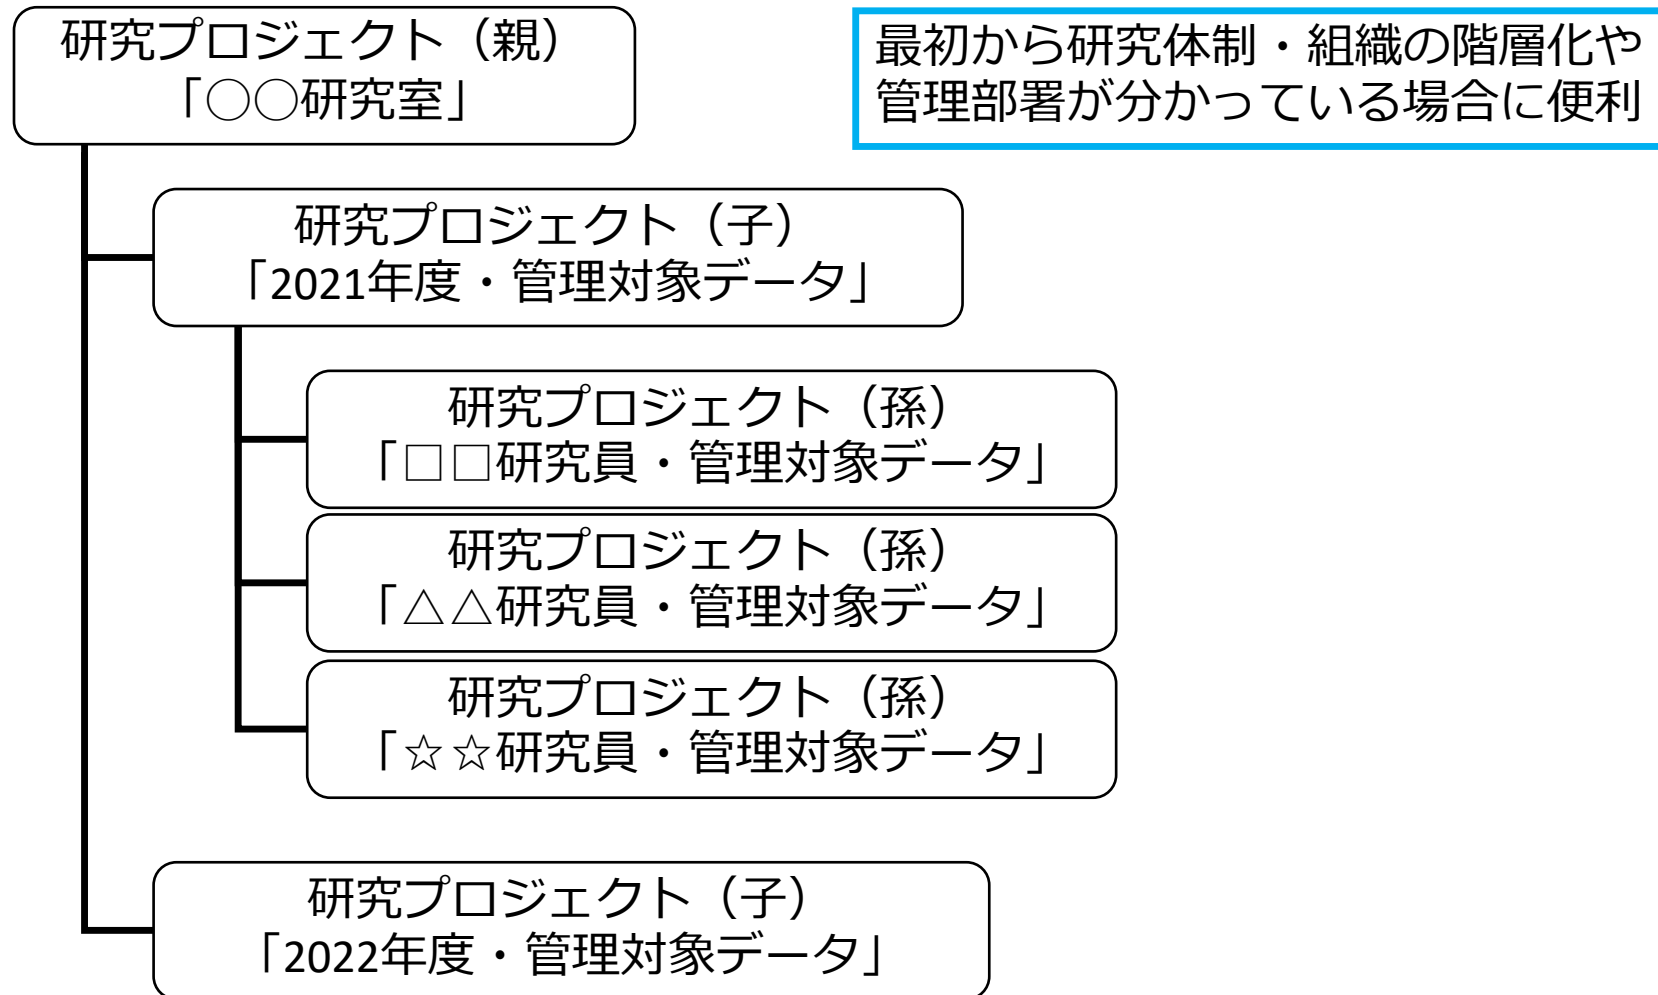 研究プロジェクト（親）
「○○研究室」
最初から研究体制・組織の階層化や
管理部署が分かっている場合に便利
研究プロジェクト（子）
「2021年度・管理対象データ」
研究プロジェクト（孫）
「□□研究員・管理対象データ」
研究プロジェクト（孫）
「△△研究員・管理対象データ」
研究プロジェクト（孫）
「☆☆研究員・管理対象データ」
研究プロジェクト（子）
「2022年度・管理対象データ」